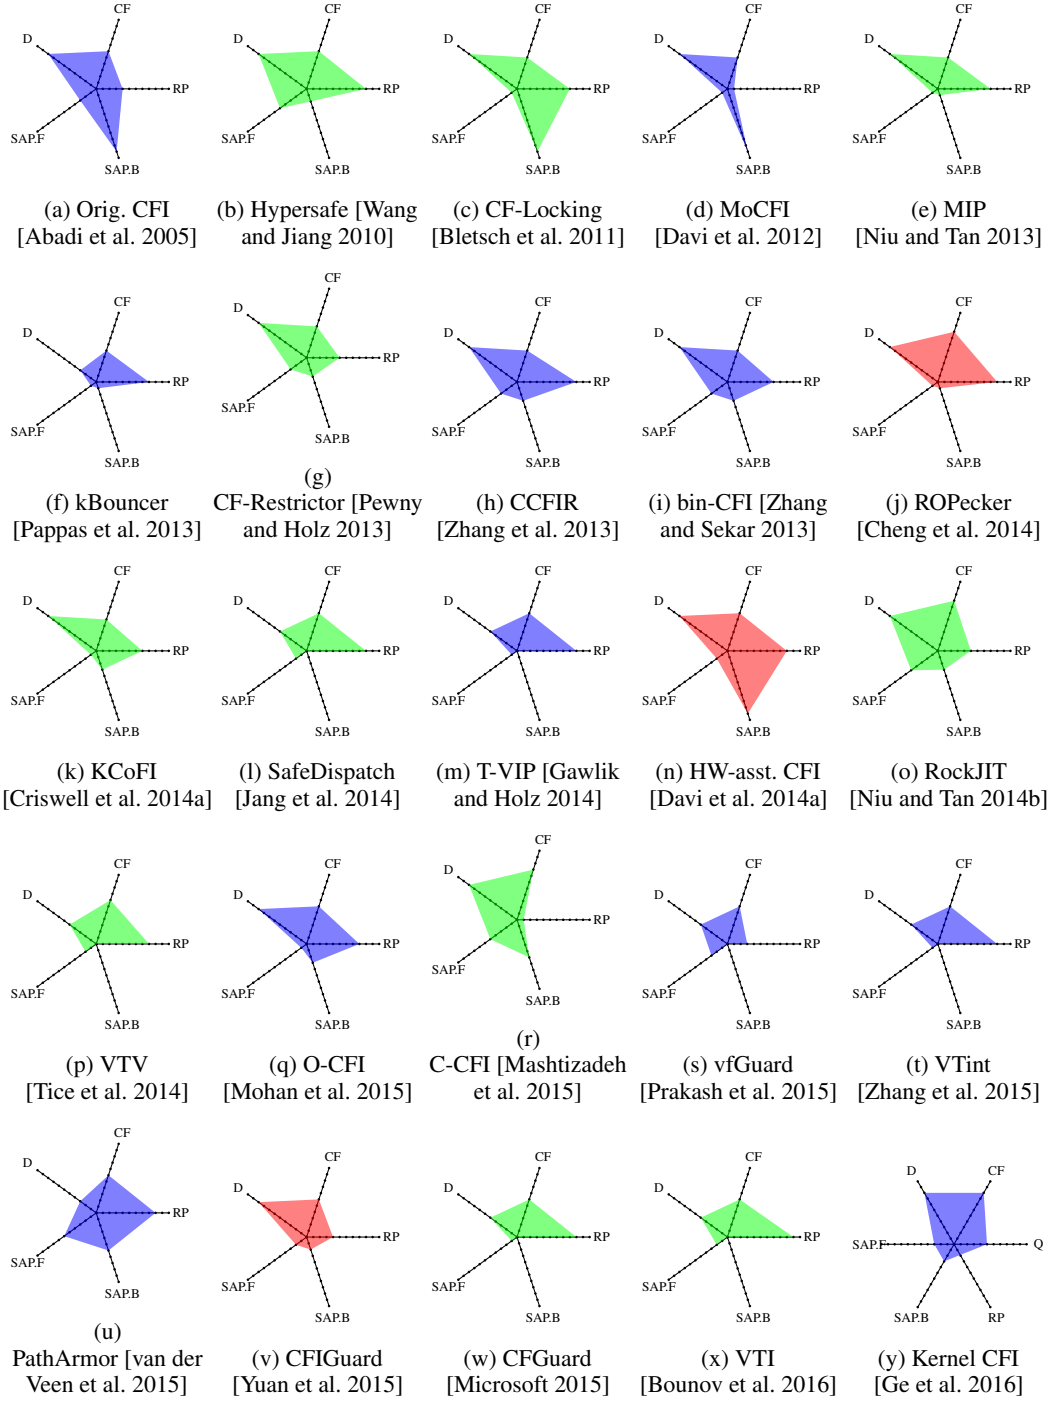 CF
D
RP
SAP.F
SAP.B
(a) Orig. CFI
[Abadi et al. 2005]
CF
D
RP
SAP.F
SAP.B
(b) Hypersafe [Wang
and Jiang 2010]
CF
D
RP
SAP.F
SAP.B
(c) CF-Locking
[Bletsch et al. 2011]
CF
D
RP
SAP.F
SAP.B
(d) MoCFI
[Davi et al. 2012]
CF
D
RP
SAP.F
SAP.B
(e) MIP
[Niu and Tan 2013]
CF
D
RP
SAP.F
SAP.B
(f) kBouncer
[Pappas et al. 2013]
CF
D
RP
SAP.F
SAP.B
(g)
CF-Restrictor [Pewny
and Holz 2013]
CF
D
RP
SAP.F
SAP.B
(h) CCFIR
[Zhang et al. 2013]
CF
D
RP
SAP.F
SAP.B
(i) bin-CFI [Zhang
and Sekar 2013]
CF
D
RP
SAP.F
SAP.B
(j) ROPecker
[Cheng et al. 2014]
CF
D
RP
SAP.F
SAP.B
(k) KCoFI
[Criswell et al. 2014a]
CF
D
RP
SAP.F
SAP.B
(l) SafeDispatch
[Jang et al. 2014]
CF
D
RP
SAP.F
SAP.B
(m) T-VIP [Gawlik
and Holz 2014]
CF
D
RP
SAP.F
SAP.B
(n) HW-asst. CFI
[Davi et al. 2014a]
CF
D
RP
SAP.F
SAP.B
(o) RockJIT
[Niu and Tan 2014b]
CF
D
RP
SAP.F
SAP.B
(p) VTV
[Tice et al. 2014]
CF
D
RP
SAP.F
SAP.B
(q) O-CFI
[Mohan et al. 2015]
CF
D
RP
SAP.F
SAP.B
(r)
C-CFI [Mashtizadeh
et al. 2015]
CF
D
RP
SAP.F
SAP.B
(s) vfGuard
[Prakash et al. 2015]
CF
D
RP
SAP.F
SAP.B
(t) VTint
[Zhang et al. 2015]
CF
D
RP
SAP.F
SAP.B
(u)
PathArmor [van der
Veen et al. 2015]
CF
D
RP
SAP.F
SAP.B
(v) CFIGuard
[Yuan et al. 2015]
CF
D
RP
SAP.F
SAP.B
(w) CFGuard
[Microsoft 2015]
CF
D
RP
SAP.F
SAP.B
(x) VTI
[Bounov et al. 2016]
D
CF
SAP.F
Q
SAP.B
RP
(y) Kernel CFI
[Ge et al. 2016]